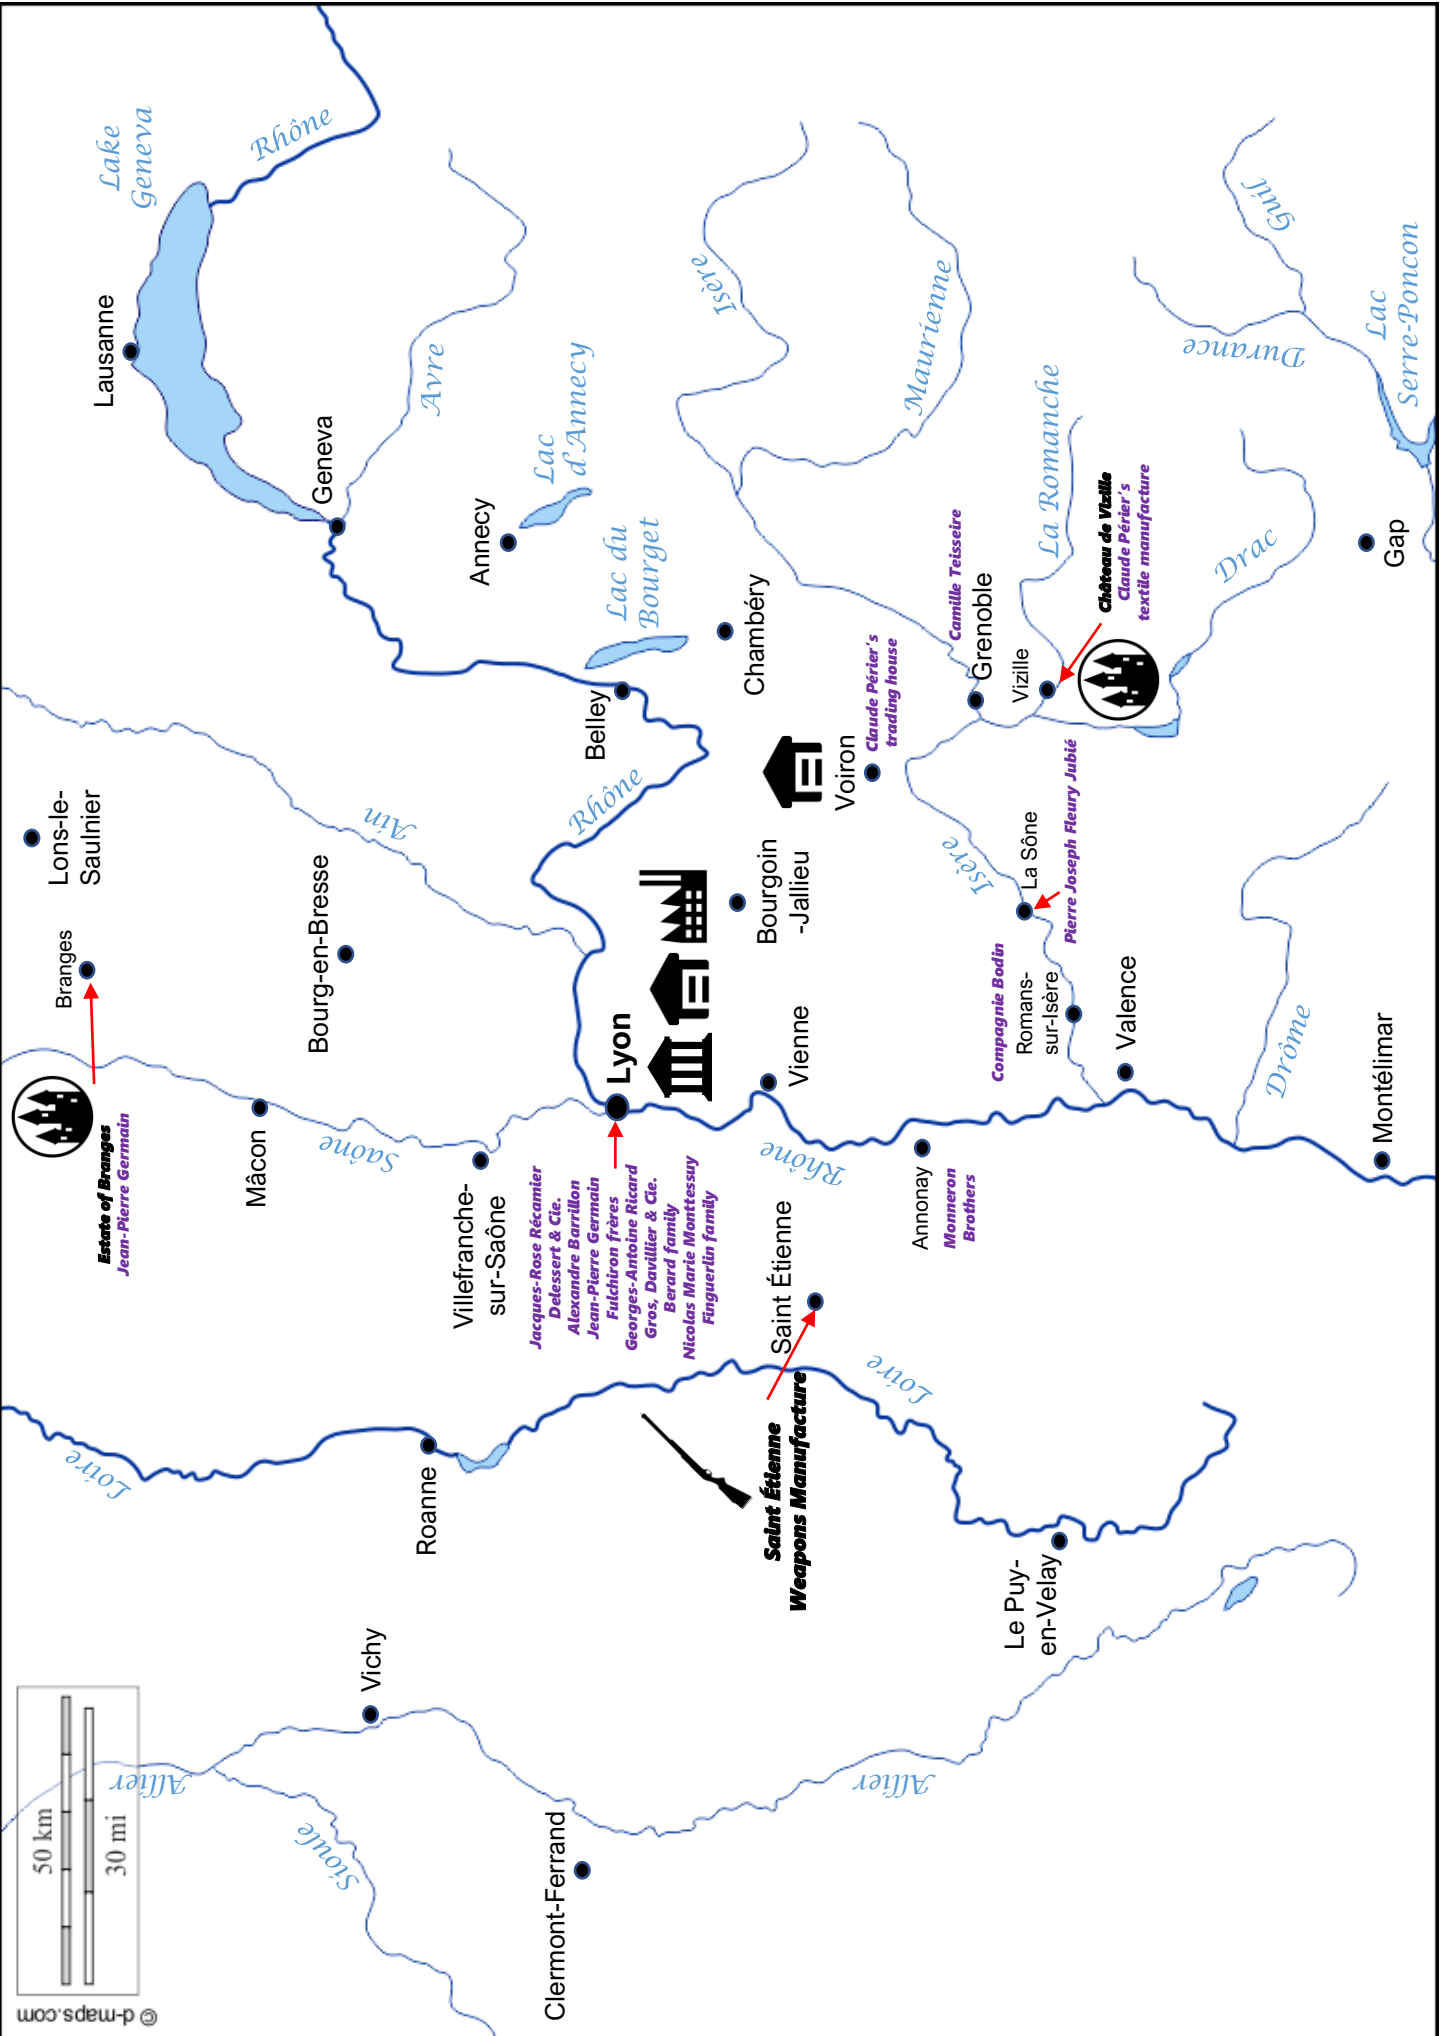 50 km
30 mi
© d-maps.com
Allier
Sioule
Vichy
Clermont-Ferrand
Allier
Le Puy-
en-Velay
Loire
Roanne
Loire
Saint Étienne
Weapons Manufacture
Saint Étienne
Estate of Branges
Jean-Pierre Germain
Branges
Lons-le-
Saulnier
Mâcon
Saône
Bourg-en-Bresse
Ain
Villefranche-
sur-Saône
Jacques-Rose Récamier
Delessert & Cie.
Alexandre Barrillon
Jean-Pierre Germain
Fulchiron frères
Georges-Antoine Ricard
Gros, Davillier & Cie.
Berard family
Nicolas Marie Monttessuy
Finguerlin family
Lyon
Rhône
Vienne
Bourgoin
-Jallieu
Rhône
Belley
Annonay
Monneron
Brothers
Compagnie Bodin
Romans-
sur-Isère
Valence
La Sône
Pierre Joseph Fleury Jubié
Isère
Voiron
Claude Périer's
trading house
Drôme
Montélimar
Lake
Geneva
Rhône
Lausanne
Geneva
Avre
Annecy
Lac
d'Annecy
Lac du
Bourget
Chambéry
Isère
Maurienne
Camille Teisseire
Grenoble
La Romanche
Vizille
Château de Vizille
Claude Périer's
textile manufacture
Drac
Gap
Durance
Guil
Lac
Serre-Poncon